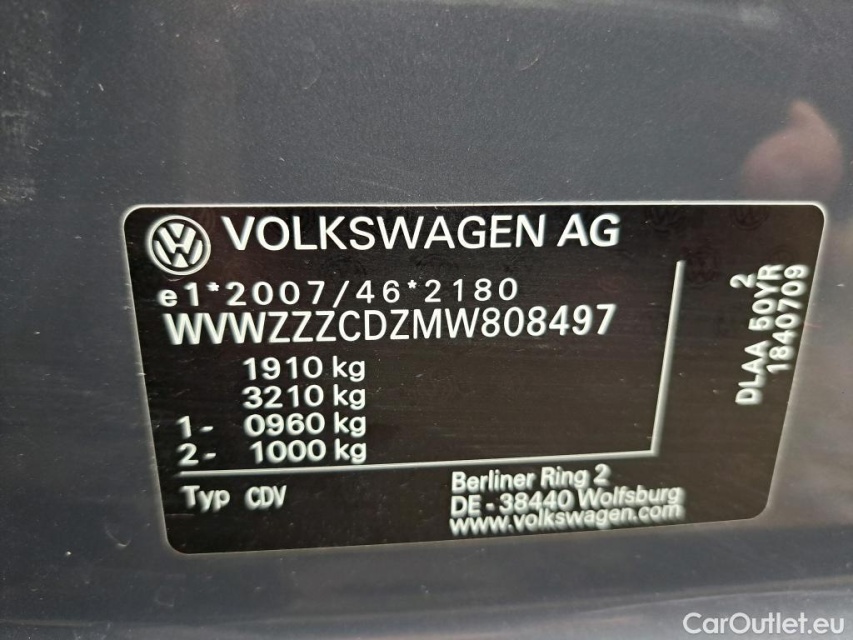 VOLKSWAGEN AG
e1*2007/46*2180
WVWZZZCDZMW808497
1910 kg
3210 kg
1- 0960 kg
2- 1000 kg
Typ CDV
Berliner Ring 2
DE - 38440 Wolfsburg
www.volkswagen.com
2
DLAA 50YR
1840709
CarOutlet.eu